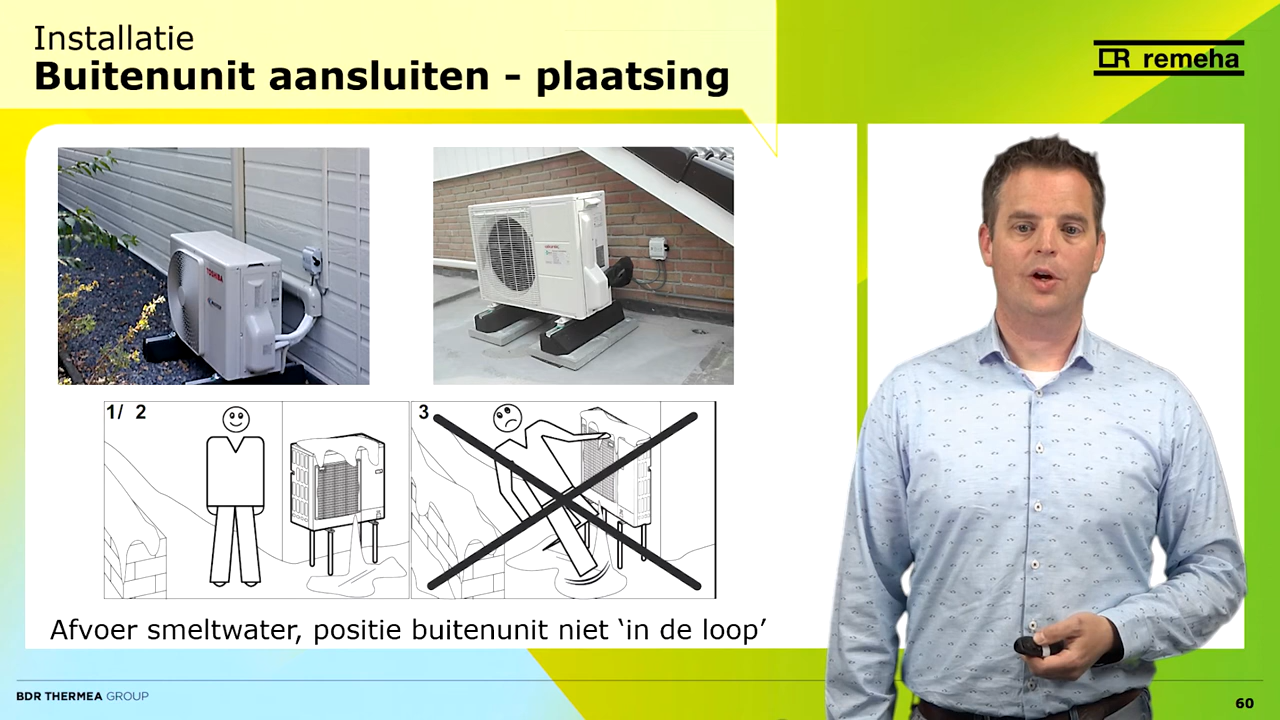 Installatie
Buitenunit aansluiten - plaatsing
remeha
TOSHIBA
1/ 2
3
Afvoer smeltwater, positie buitenunit niet ‘in de loop’
BDR THERMEA GROUP
60